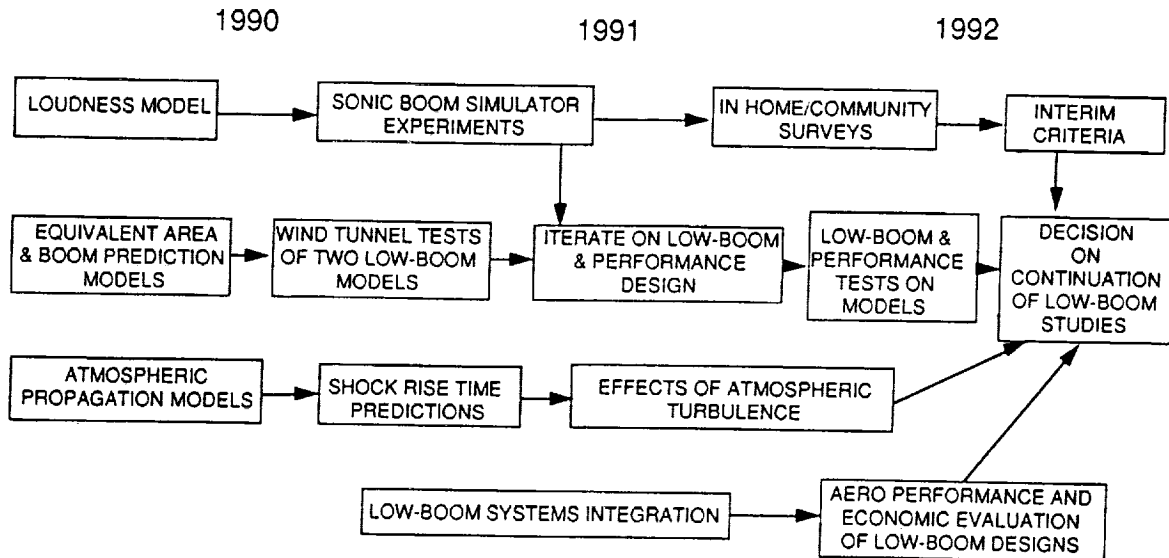 1990
1991
1992
LOUDNESS MODEL
SONIC BOOM SIMULATOR
EXPERIMENTS
IN HOME/COMMUNITY
SURVEYS
INTERIM
CRITERIA
EQUIVALENT AREA
& BOOM PREDICTION
MODELS
WIND TUNNEL TESTS
OF TWO LOW-BOOM
MODELS
ITERATE ON LOW-BOOM
& PERFORMANCE
DESIGN
LOW-BOOM &
PERFORMANCE
TESTS ON
MODELS
DECISION
ON
CONTINUATION
OF LOW-BOOM
STUDIES
ATMOSPHERIC
PROPAGATION MODELS
SHOCK RISE TIME
PREDICTIONS
EFFECTS OF ATMOSPHERIC
TURBULENCE
LOW-BOOM SYSTEMS INTEGRATION
AERO PERFORMANCE AND
ECONOMIC EVALUATION
OF LOW-BOOM DESIGNS